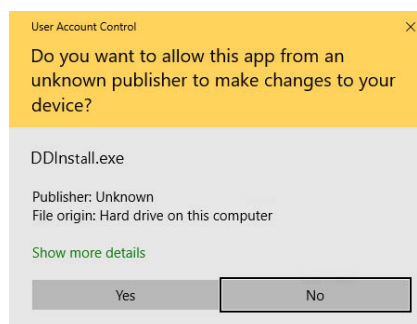 User Account Control
Do you want to allow this app from an
unknown publisher to make changes to your
device?
DDInstall.exe
Publisher: Unknown
File origin: Hard drive on this computer
Show more details
Yes
No